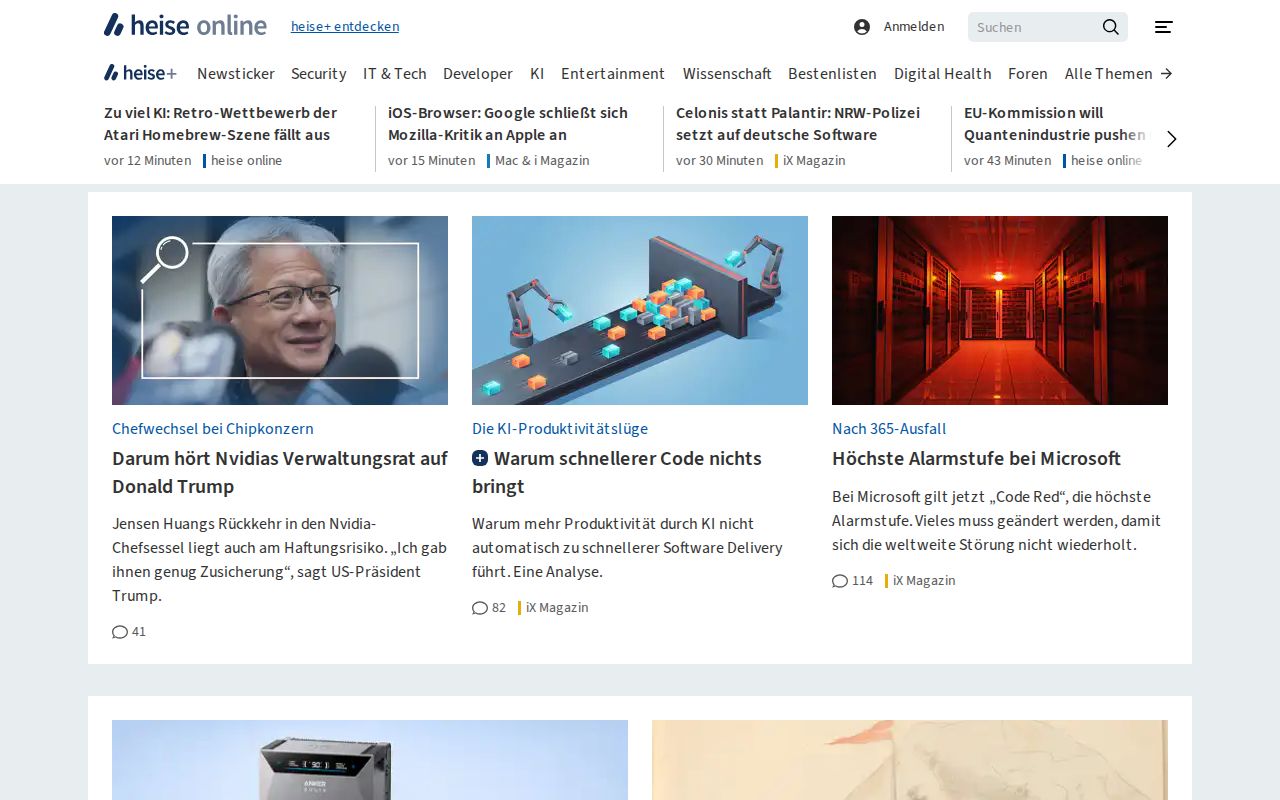 heise online
heise+ entdecken
Anmelden
Suchen
heise+
Newsticker
Security
IT & Tech
Developer
KI
Entertainment
Wissenschaft
Bestenlisten
Digital Health
Foren
Alle Themen
Zu viel KI: Retro-Wettbewerb der
Atari Homebrew-Szene fällt aus
vor 12 Minuten
heise online
iOS-Browser: Google schließt sich
Mozilla-Kritik an Apple an
vor 15 Minuten
Mac & i Magazin
Celonis statt Palantir: NRW-Polizei
setzt auf deutsche Software
vor 30 Minuten
iX Magazin
EU-Kommission will
Quantenindustrie pushen
vor 43 Minuten
heise online
Chefwechsel bei Chipkonzern
Darum hört Nvidias Verwaltungsrat auf
Donald Trump
Jensen Huangs Rückkehr in den Nvidia-
Chefsessel liegt auch am Haftungsrisiko. „Ich gab
ihnen genug Zusicherung“, sagt US-Präsident
Trump.
41
Die KI-Produktivitätslüge
Warum schnellerer Code nichts
bringt
Warum mehr Produktivität durch KI nicht
automatisch zu schnellerer Software Delivery
führt. Eine Analyse.
82
iX Magazin
Nach 365-Ausfall
Höchste Alarmstufe bei Microsoft
Bei Microsoft gilt jetzt „Code Red“, die höchste
Alarmstufe. Vieles muss geändert werden, damit
sich die weltweite Störung nicht wiederholt.
114
iX Magazin
ANKER